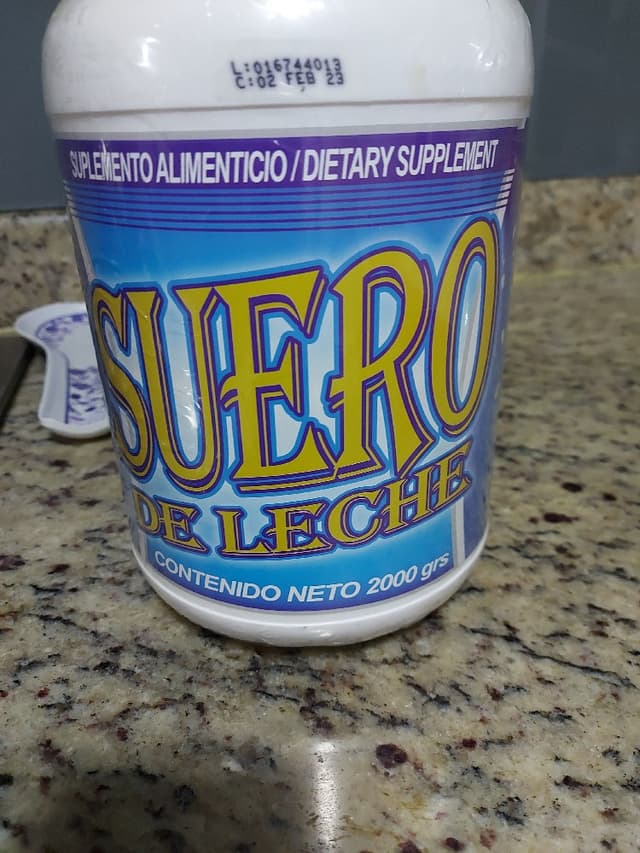 L:016744013
C:02 FEB 23
SUPLEMENTO ALIMENTICIO / DIETARY SUPPLEMENT
SUERO
DE LECHE
CONTENIDO NETO 2000 grs